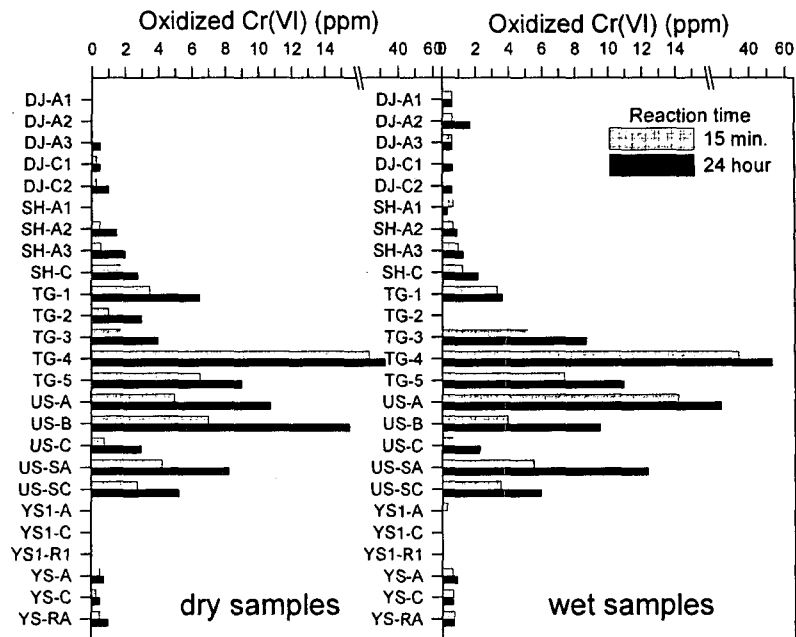 Oxidized Cr(VI) (ppm)
0 2 4 6 8 10 12 14 40 60
DJ-A1
DJ-A2
DJ-A3
DJ-C1
DJ-C2
SH-A1
SH-A2
SH-A3
SH-C
TG-1
TG-2
TG-3
TG-4
TG-5
US-A
US-B
US-C
US-SA
US-SC
YS1-A
YS1-C
YS1-R1
YS-A
YS-C
YS-RA
dry samples
Oxidized Cr(VI) (ppm)
0 2 4 6 8 10 12 14 40 60
DJ-A1
DJ-A2
DJ-A3
DJ-C1
DJ-C2
SH-A1
SH-A2
SH-A3
SH-C
TG-1
TG-2
TG-3
TG-4
TG-5
US-A
US-B
US-C
US-SA
US-SC
YS1-A
YS1-C
YS1-R1
YS-A
YS-C
YS-RA
Reaction time
15 min.
24 hour
wet samples